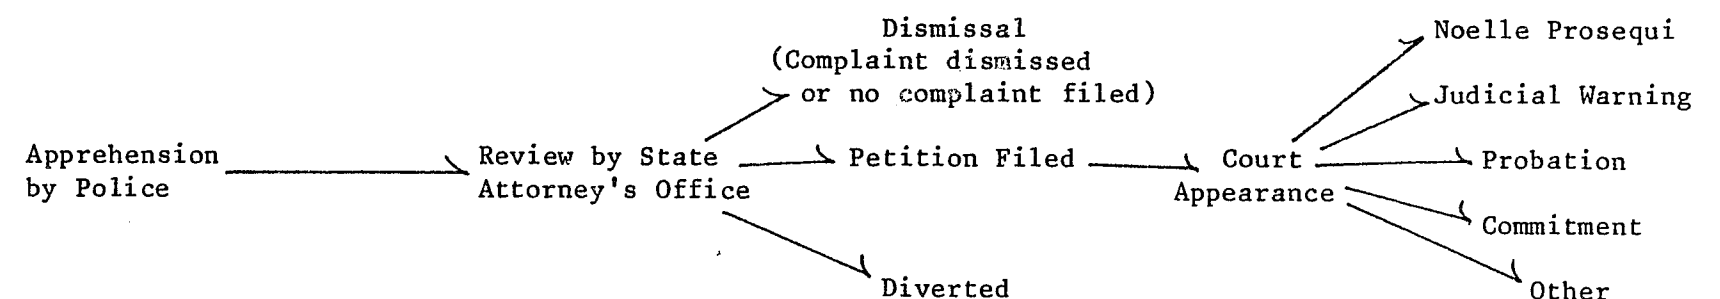 Apprehension
by Police
Review by State
Attorney's Office
Dismissal
(Complaint dismissed
or no complaint filed)
Petition Filed
Diverted
Court
Appearance
Noelle Prosequi
Judicial Warning
Probation
Commitment
Other